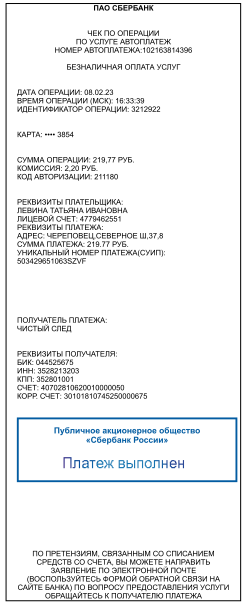 ПАО СБЕРБАНК
ЧЕК ПО ОПЕРАЦИИ
ПО УСЛУГЕ АВТОПЛАТЕЖ
НОМЕР АВТОПЛАТЕЖА:102163814396
БЕЗНАЛИЧНАЯ ОПЛАТА УСЛУГ
ДАТА ОПЕРАЦИИ: 08.02.23
ВРЕМЯ ОПЕРАЦИИ (МСК): 16:33:39
ИДЕНТИФИКАТОР ОПЕРАЦИИ: 3212922
КАРТА: •••• 3854
СУММА ОПЕРАЦИИ: 219,77 РУБ.
КОМИССИЯ: 2,20 РУБ.
КОД АВТОРИЗАЦИИ: 211180
РЕКВИЗИТЫ ПЛАТЕЛЬЩИКА:
ЛЕВИНА ТАТЬЯНА ИВАНОВНА
ЛИЦЕВОЙ СЧЕТ: 4779462551
РЕКВИЗИТЫ ПЛАТЕЖА:
АДРЕС: ЧЕРЕПОВЕЦ,СЕВЕРНОЕ Ш,37,8
СУММА ПЛАТЕЖА: 219.77 РУБ.
УНИКАЛЬНЫЙ НОМЕР ПЛАТЕЖА(СУИП):
503429651063SZVF
ПОЛУЧАТЕЛЬ ПЛАТЕЖА:
ЧИСТЫЙ СЛЕД
РЕКВИЗИТЫ ПОЛУЧАТЕЛЯ:
БИК: 044525675
ИНН: 3528213203
КПП: 352801001
СЧЕТ: 40702810620010000050
КОРР. СЧЕТ: 30101810745250000675
Публичное акционерное общество
«Сбербанк России»
Платеж выполнен
ПО ПРЕТЕНЗИЯМ, СВЯЗАННЫМ СО СПИСАНИЕМ
СРЕДСТВ СО СЧЕТА, ВЫ МОЖЕТЕ НАПРАВИТЬ
ЗАЯВЛЕНИЕ ПО ЭЛЕКТРОННОЙ ПОЧТЕ
(ВОСПОЛЬЗУЙТЕСЬ ФОРМОЙ ОБРАТНОЙ СВЯЗИ НА
САЙТЕ БАНКА) ПО ВОПРОСУ ПРЕДОСТАВЛЕНИЯ УСЛУГИ
ОБРАЩАЙТЕСЬ К ПОЛУЧАТЕЛЮ ПЛАТЕЖА